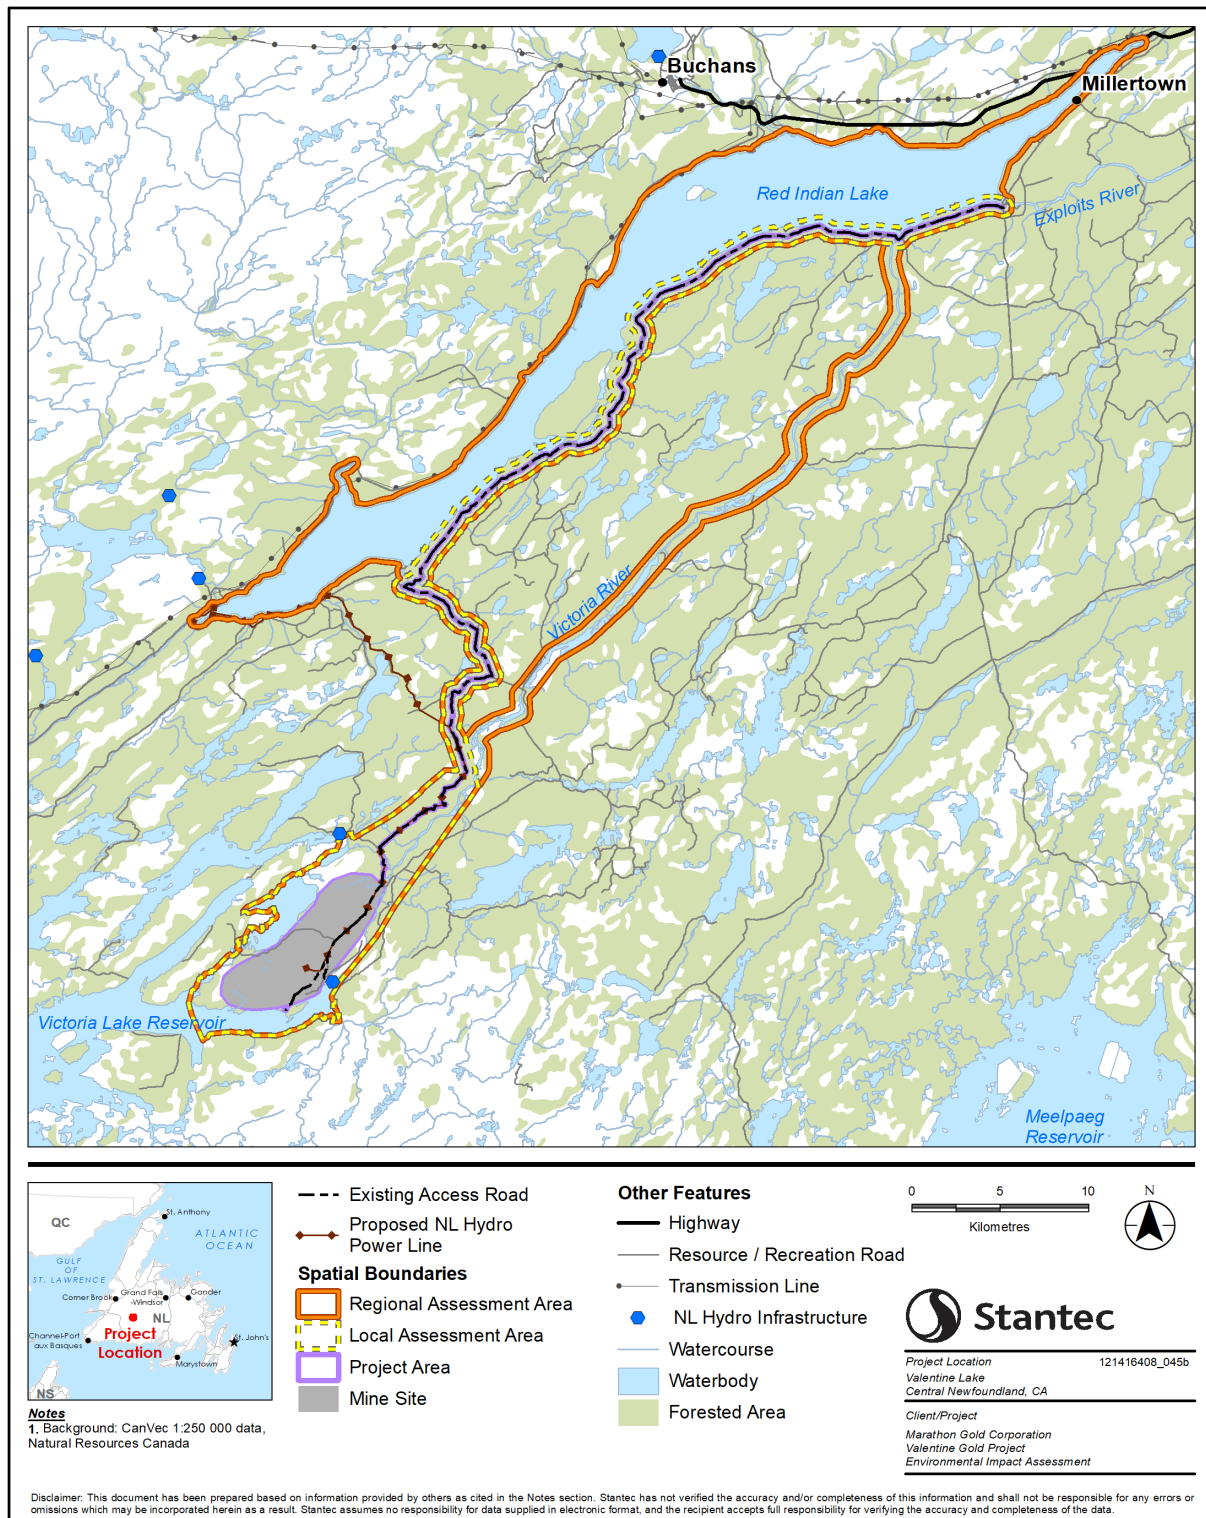 Buchans
Millertown
Red Indian Lake
Exploits River
Victoria River
Victoria Lake Reservoir
Meelpaeg
Reservoir
QC
St. Anthony
ATLANTIC
OCEAN
GULF
OF
ST. LAWRENCE
Corner Brook
Grand Falls
-Windsor
Gander
NL
Project
Location
Channel-Port
aux Basques
St. John's
Marystown
NS
Notes
1. Background: CanVec 1:250 000 data,
Natural Resources Canada
Existing Access Road
Proposed NL Hydro
Power Line
Spatial Boundaries
Regional Assessment Area
Local Assessment Area
Project Area
Mine Site
Other Features
Highway
Resource / Recreation Road
Transmission Line
NL Hydro Infrastructure
Watercourse
Waterbody
Forested Area
0 5 10
Kilometres
N
Stantec
Project Location 121416408_045b
Valentine Lake
Central Newfoundland, CA
Client/Project
Marathon Gold Corporation
Valentine Gold Project
Environmental Impact Assessment
Disclaimer: This document has been prepared based on information provided by others as cited in the Notes section. Stantec has not verified the accuracy and/or completeness of this information and shall not be responsible for any errors or
omissions which may be incorporated herein as a result. Stantec assumes no responsibility for data supplied in electronic format, and the recipient accepts full responsibility for verifying the accuracy and completeness of the data.